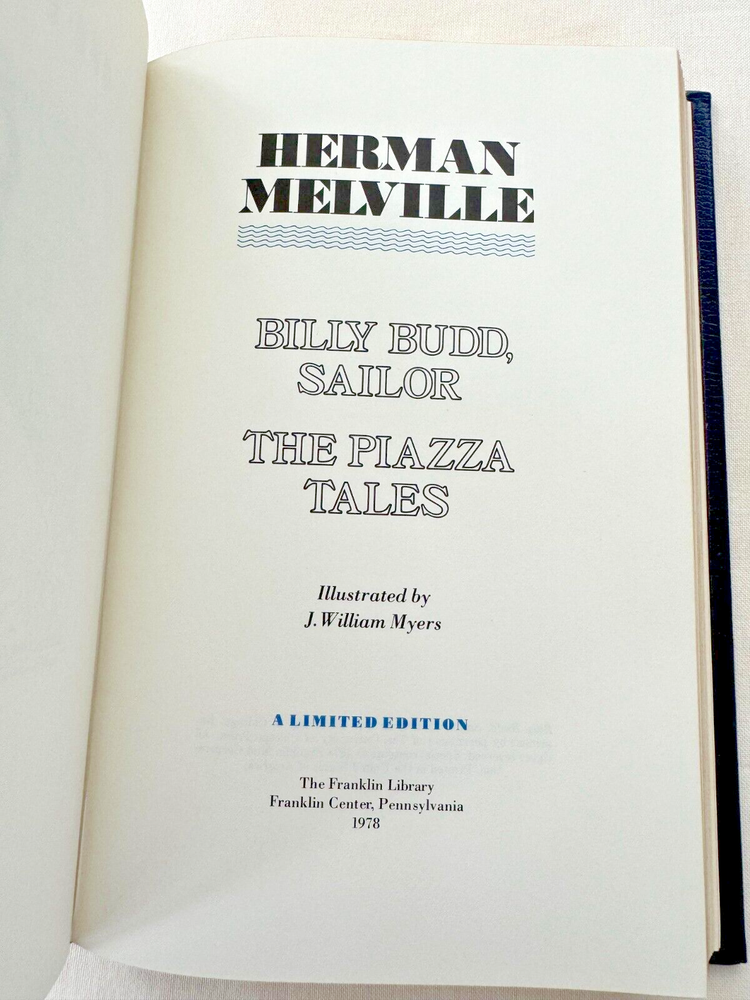 HERMAN
MELVILLE
BILLY BUDD,
SAILOR
THE PIAZZA
TALES
Illustrated by
J. William Myers
A LIMITED EDITION
The Franklin Library
Franklin Center, Pennsylvania
1978